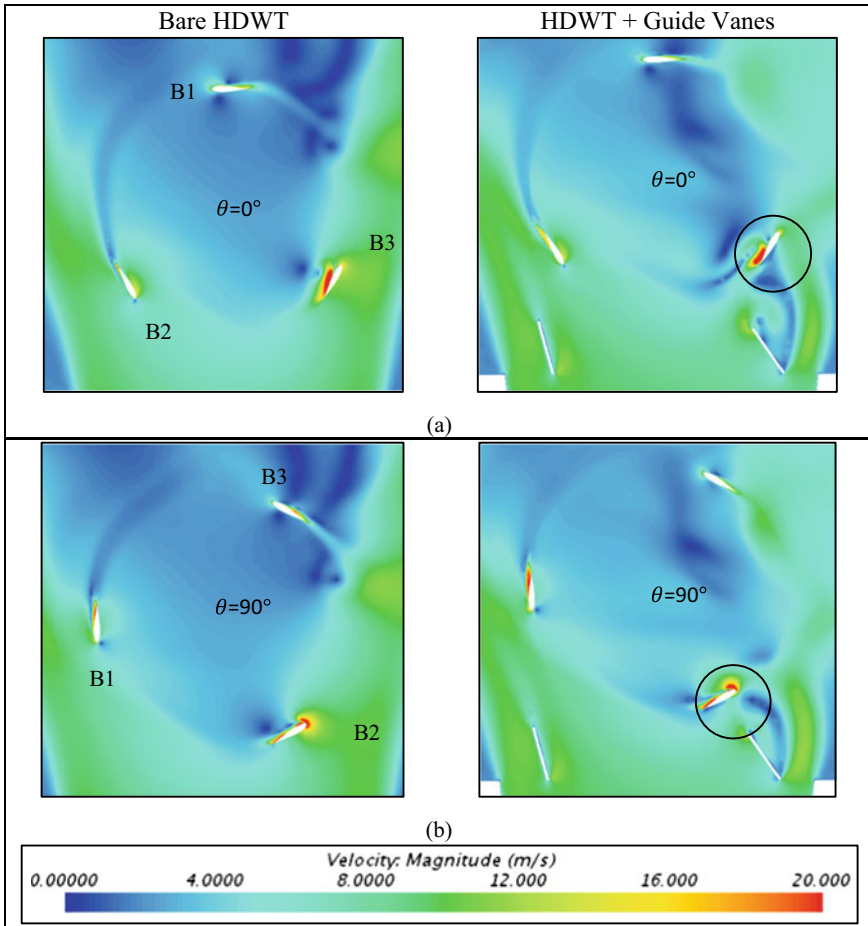 Bare HDWT HDWT + Guide Vanes
B1
θ=0° θ=0°
B3
B2
(a)
B3
θ=90° θ=90°
B1
B2
(b)
Velocity: Magnitude (m/s)
0.00000 4.0000 8.0000 12.000 16.000 20.000